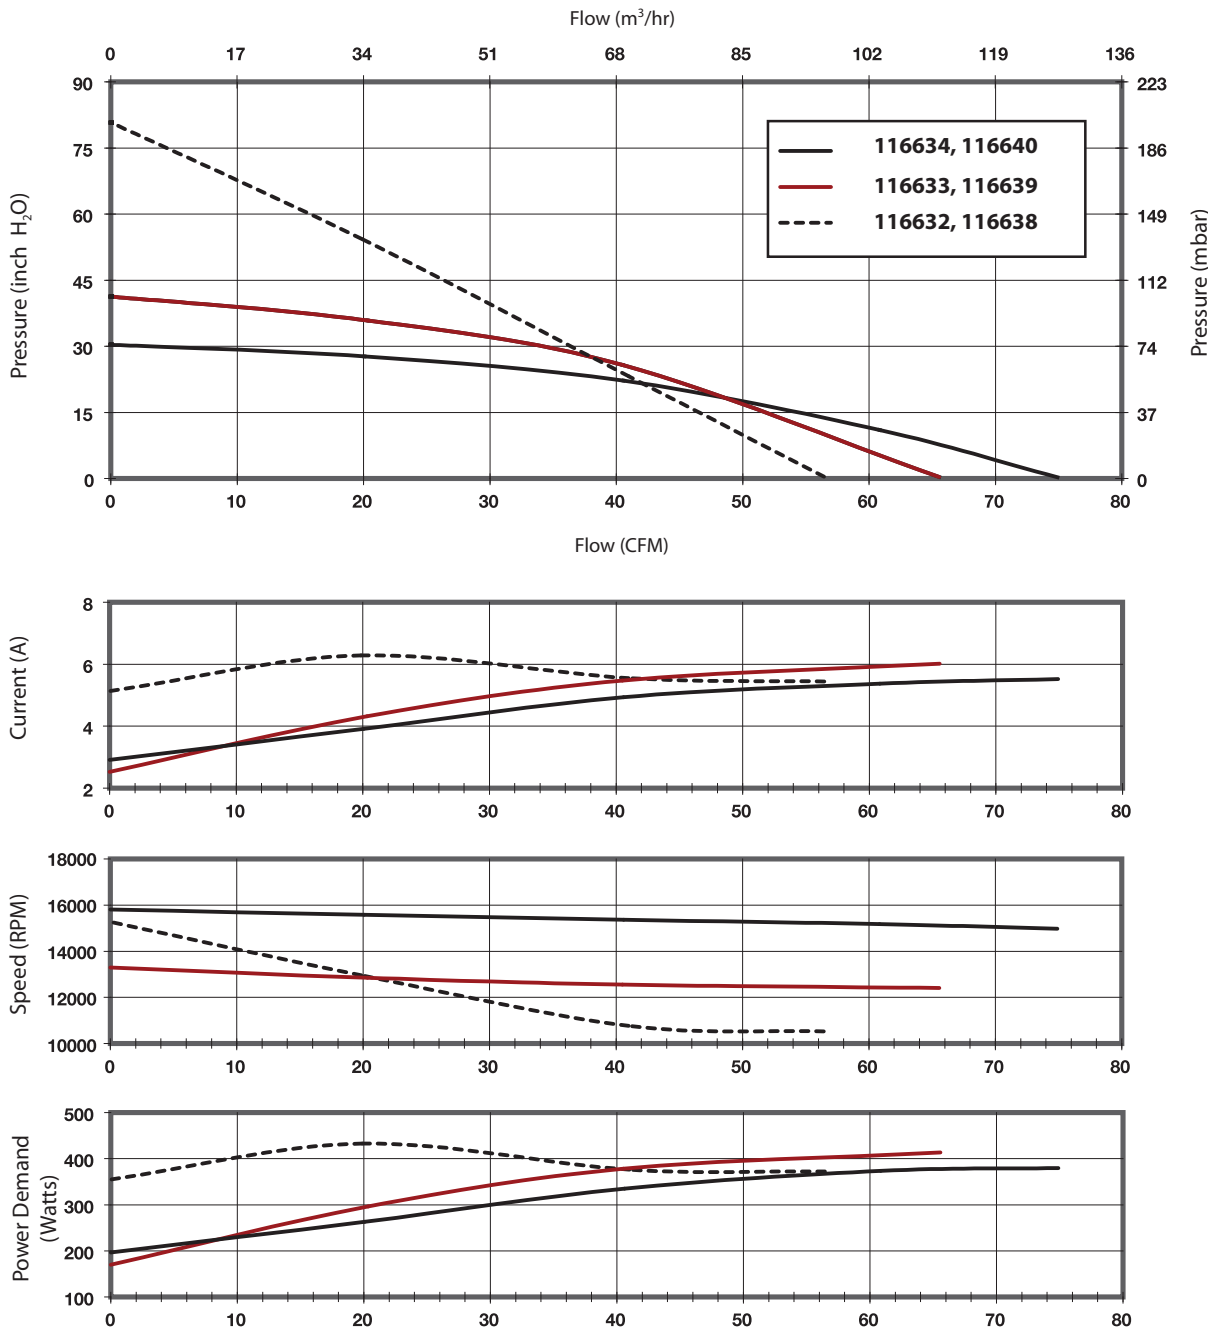 Flow (m³/hr)
0 17 34 51 68 85 102 119 136
90 223
75 186
60 149
45 112
30 74
15 37
0 0
Pressure (inch H₂O)
Pressure (mbar)
116634, 116640
116633, 116639
116632, 116638
0 10 20 30 40 50 60 70 80
Flow (CFM)
Current (A)
8
6
4
2
0 10 20 30 40 50 60 70 80
Speed (RPM)
18000
16000
14000
12000
10000
0 10 20 30 40 50 60 70 80
Power Demand
(Watts)
500
400
300
200
100
0 10 20 30 40 50 60 70 80